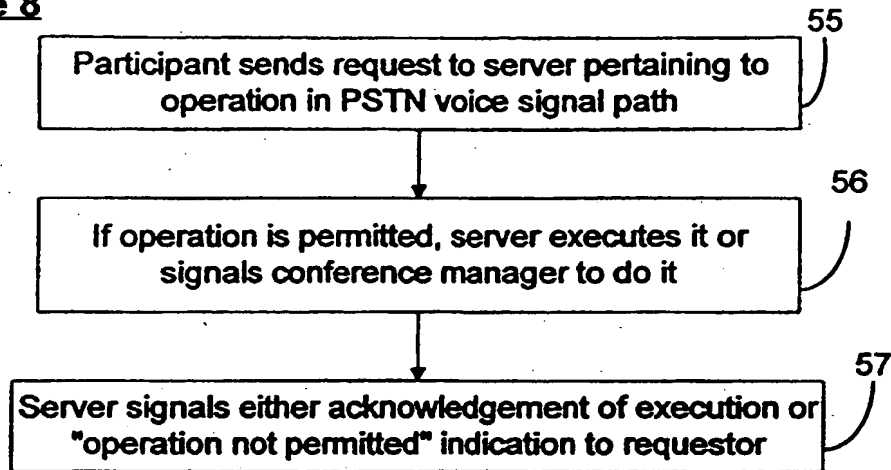 e 8
55
Participant sends request to server pertaining to
operation in PSTN voice signal path
56
If operation is permitted, server executes it or
signals conference manager to do it
57
Server signals either acknowledgement of execution or
"operation not permitted" indication to requestor